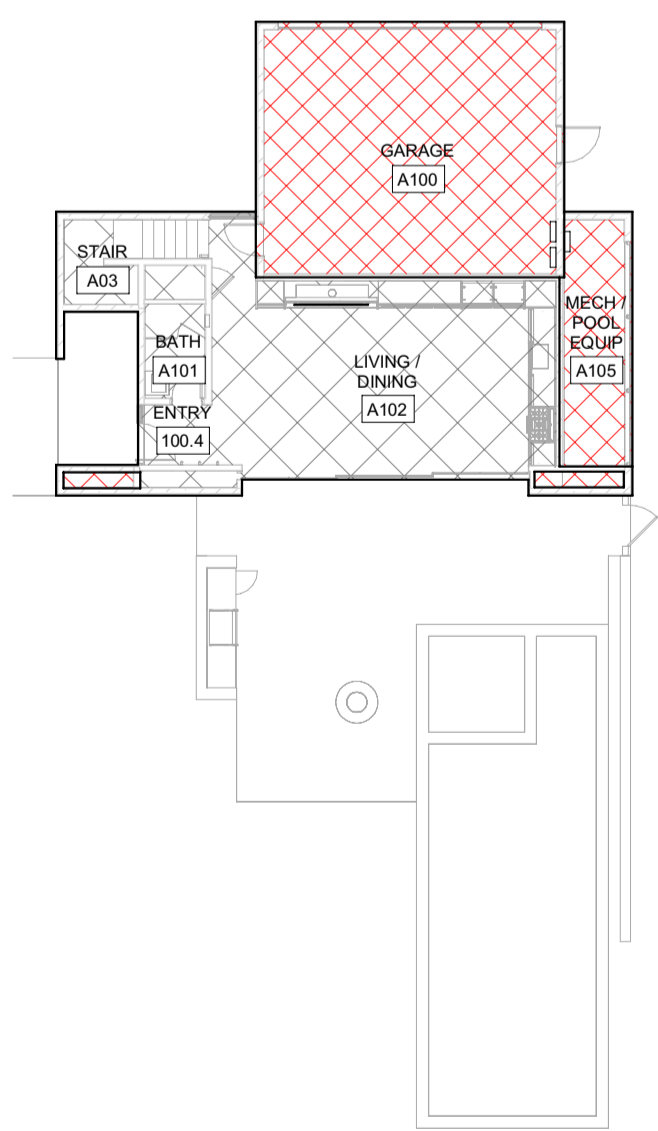 GARAGE
A100
STAIR
A03
MECH /
POOL
EQUIP
A105
BATH
A101
LIVING /
DINING
A102
ENTRY
100.4